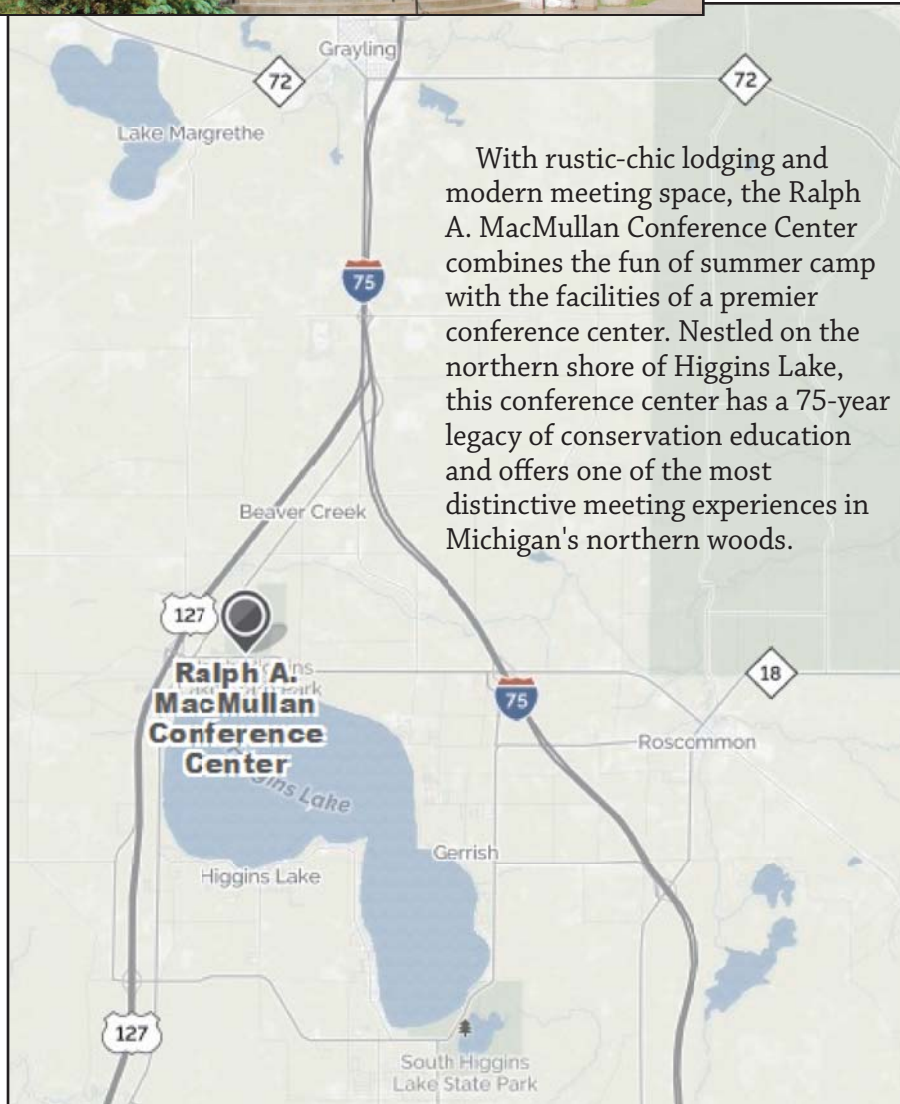 Grayling
72
72
Lake Margrethe
With rustic-chic lodging and
modern meeting space, the Ralph
A. MacMullan Conference Center
combines the fun of summer camp
with the facilities of a premier
conference center. Nestled on the
northern shore of Higgins Lake,
this conference center has a 75-year
legacy of conservation education
and offers one of the most
distinctive meeting experiences in
Michigan's northern woods.
75
Beaver Creek
127
Ralph A.
MacMullan
Conference
Center
Lake
75
18
Roscommon
Gerrish
Higgins Lake
127
South Higgins
Lake State Park